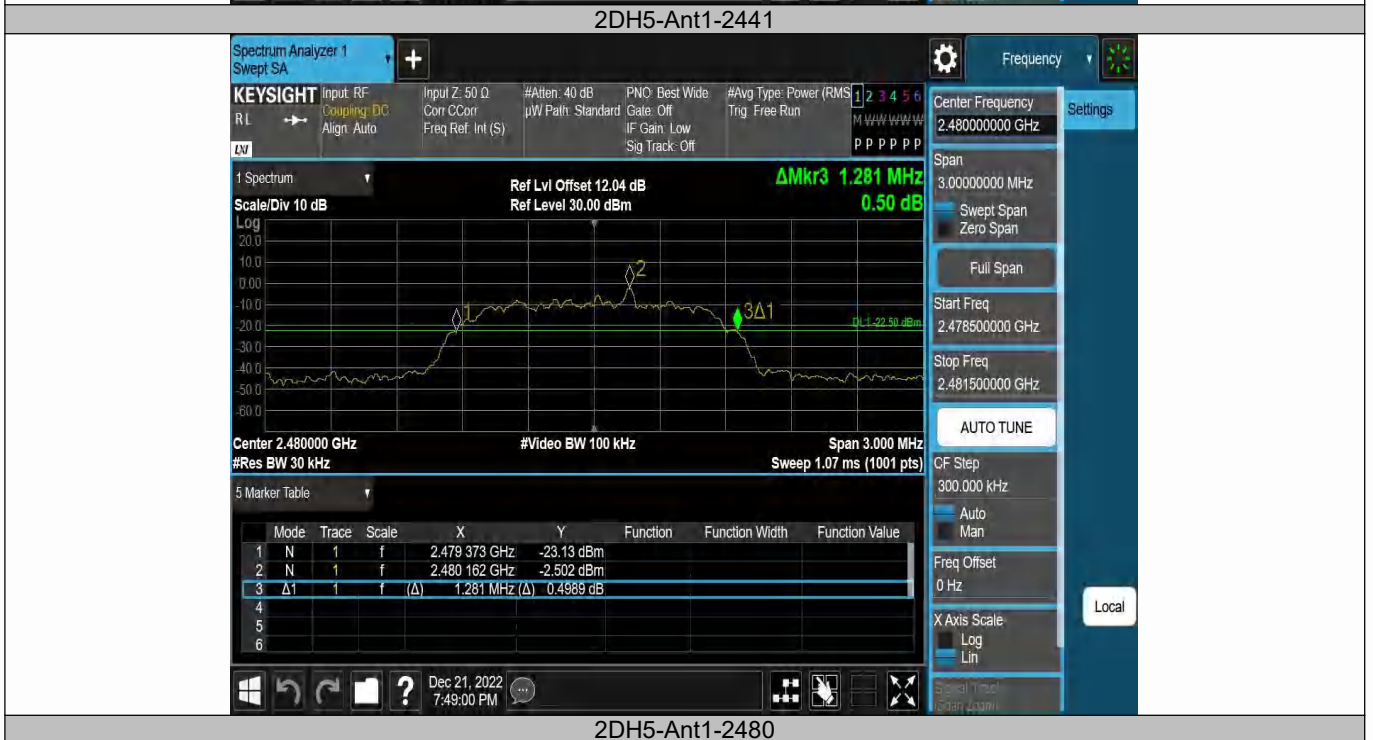 2DH5-Ant1-2441
Spectrum Analyzer 1
Swept SA
Frequency
KEYSIGHT
RL
LXI
Input: RF
Coupling: DC
Align: Auto
Input Z: 50 Ω
Corr CCorr
Freq Ref: Int (S)
#Atten: 40 dB
µW Path: Standard
PNO: Best Wide
Gate: Off
IF Gain: Low
Sig Track: Off
#Avg Type: Power (RMS
Trig: Free Run
1 2 3 4 5 6
M W W W W W
P P P P P P
1 Spectrum
Scale/Div 10 dB
Ref Lvl Offset 12.04 dB
Ref Level 30.00 dBm
ΔMkr3 1.281 MHz
0.50 dB
Log
20.0
10.0
0.00
-10.0
-20.0
-30.0
-40.0
-50.0
-60.0
1
2
3Δ1
DL1 -22.50 dBm
Center 2.480000 GHz
#Video BW 100 kHz
Span 3.000 MHz
#Res BW 30 kHz
Sweep 1.07 ms (1001 pts)
5 Marker Table
Mode Trace Scale X Y Function Function Width Function Value
1 N 1 f 2.479 373 GHz -23.13 dBm
2 N 1 f 2.480 162 GHz -2.502 dBm
3 Δ1 1 f (Δ) 1.281 MHz (Δ) 0.4989 dB
4
5
6
Dec 21, 2022
7:49:00 PM
Center Frequency
2.480000000 GHz
Settings
Span
3.00000000 MHz
Swept Span
Zero Span
Full Span
Start Freq
2.478500000 GHz
Stop Freq
2.481500000 GHz
AUTO TUNE
CF Step
300.000 kHz
Auto
Man
Freq Offset
0 Hz
X Axis Scale
Log
Lin
Local
2DH5-Ant1-2480